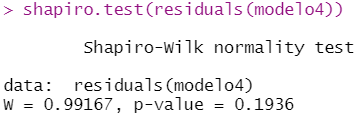 > shapiro.test(residuals(modelo4))
Shapiro-Wilk normality test
data:  residuals(modelo4)
W = 0.99167, p-value = 0.1936